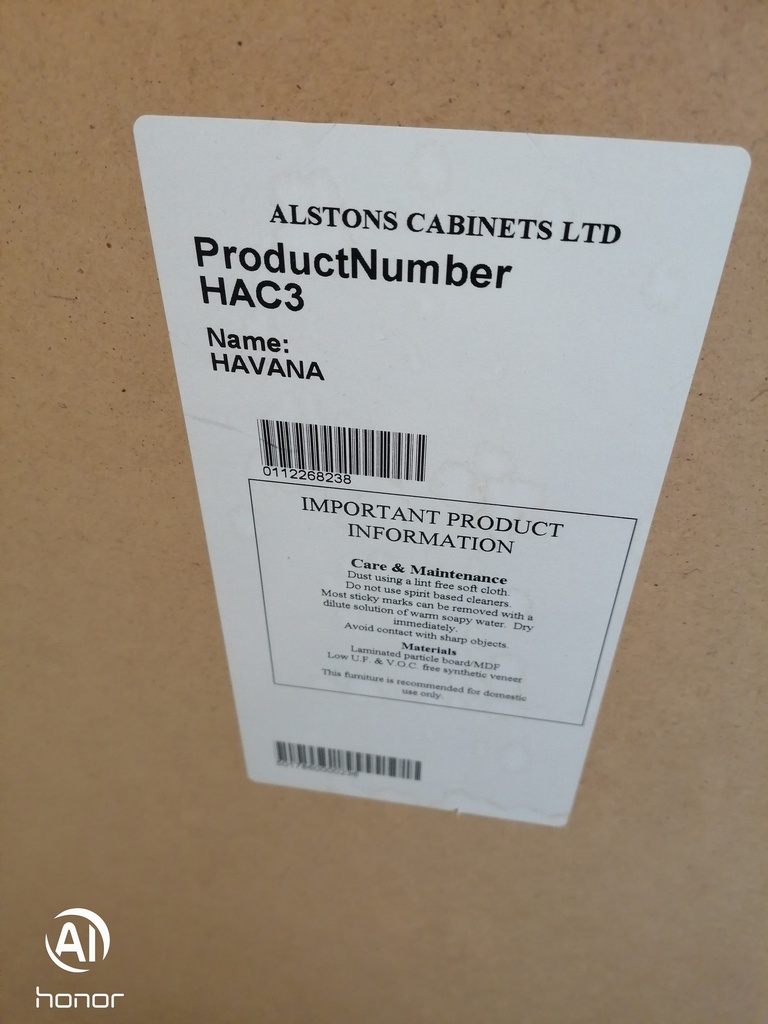 ALSTONS CABINETS LTD
ProductNumber
HAC3
Name:
HAVANA
0112268238
IMPORTANT PRODUCT
INFORMATION
Care & Maintenance
Dust using a lint free soft cloth.
Do not use spirit based cleaners.
Most sticky marks can be removed with a
dilute solution of warm soapy water. Dry
immediately.
Avoid contact with sharp objects.
Materials
Laminated particle board/MDF
Low U.F. & V.O.C. free synthetic veneer
This furniture is recommended for domestic
use only.
AI
honor